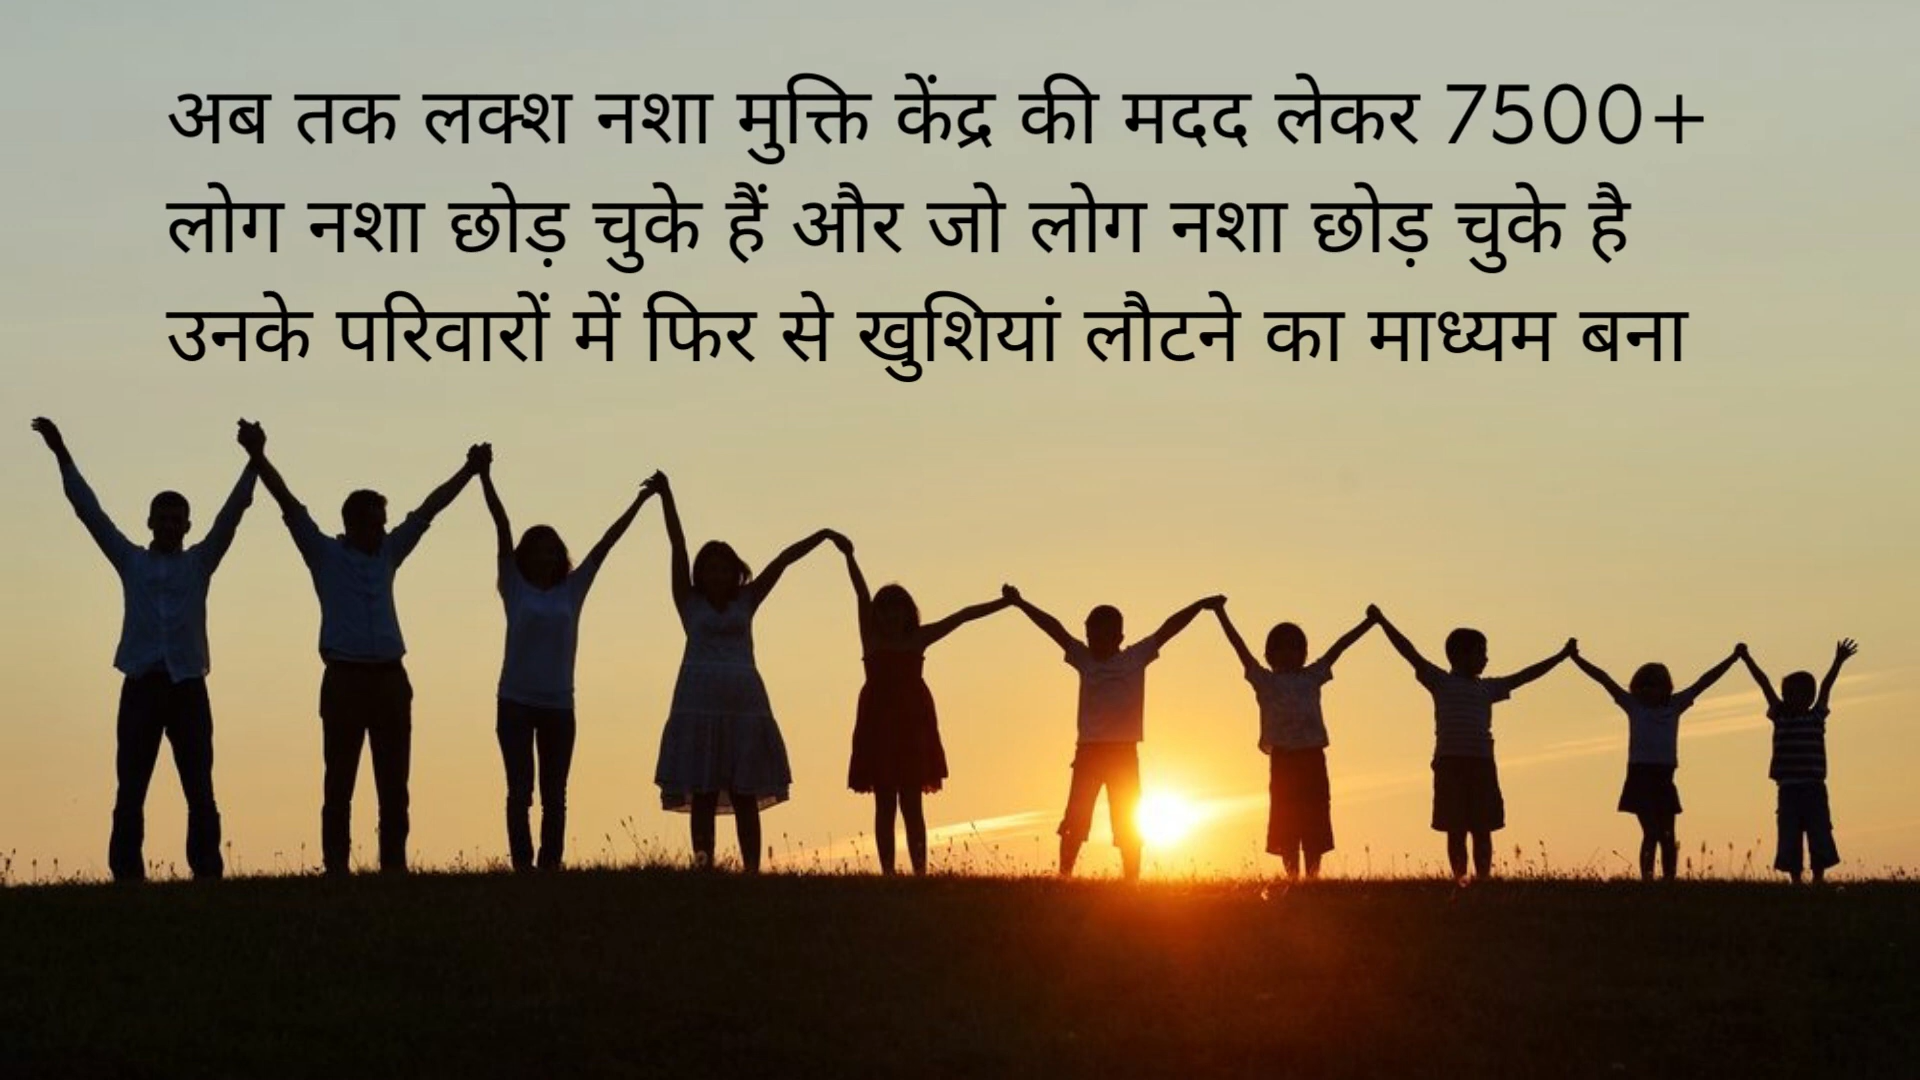 अब तक लक्श नशा मुक्ति केंद्र की मदद लेकर 7500+
लोग नशा छोड़ चुके हैं और जो लोग नशा छोड़ चुके है
उनके परिवारों में फिर से खुशियां लौटने का माध्यम बना